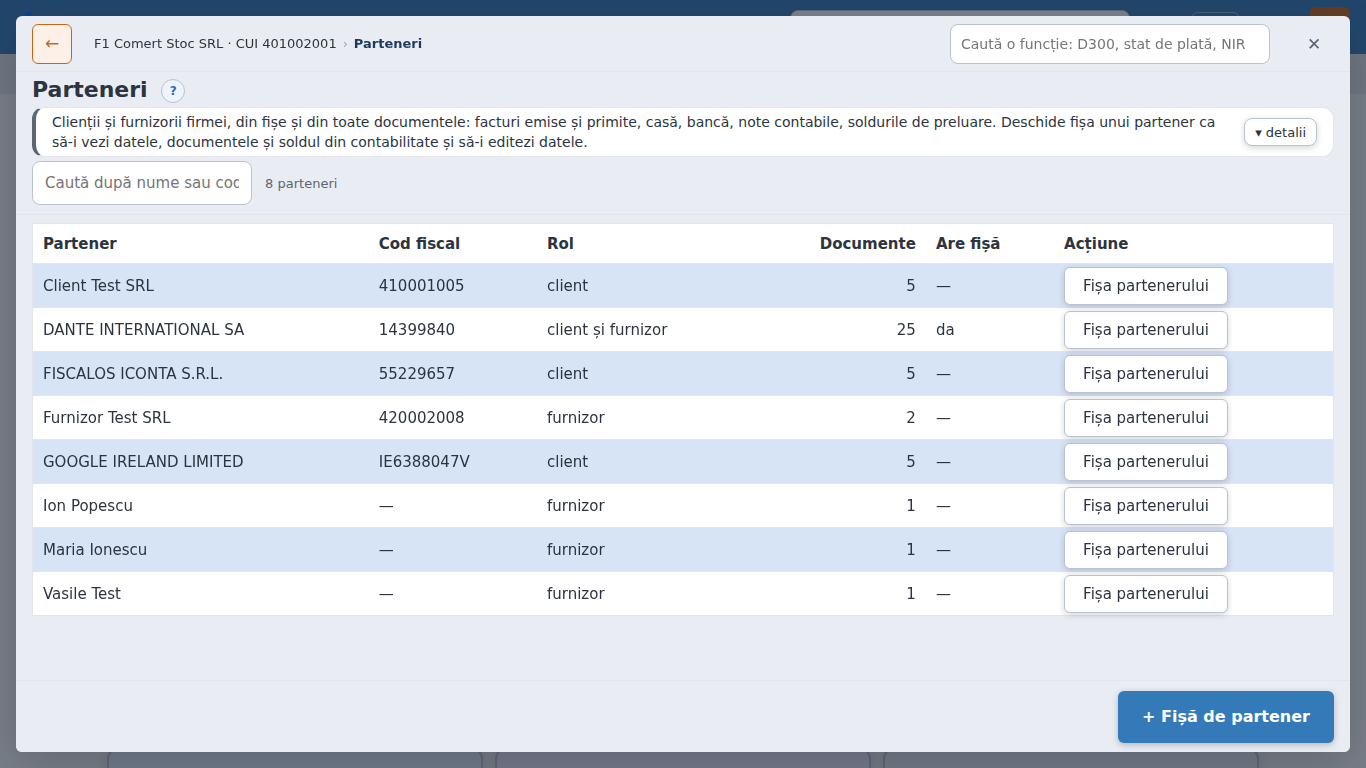 ←
F1 Comert Stoc SRL · CUI 401002001 › Parteneri
Caută o funcție: D300, stat de plată, NIR
✕
Parteneri ?
Clienții și furnizorii firmei, din fișe și din toate documentele: facturi emise și primite, casă, bancă, note contabile, soldurile de preluare. Deschide fișa unui partener ca
să-i vezi datele, documentele și soldul din contabilitate și să-i editezi datele.
▾ detalii
Caută după nume sau cod
8 parteneri
Partener Cod fiscal Rol Documente Are fișă Acțiune
Client Test SRL 410001005 client 5 — Fișa partenerului
DANTE INTERNATIONAL SA 14399840 client și furnizor 25 da Fișa partenerului
FISCALOS ICONTA S.R.L. 55229657 client 5 — Fișa partenerului
Furnizor Test SRL 420002008 furnizor 2 — Fișa partenerului
GOOGLE IRELAND LIMITED IE6388047V client 5 — Fișa partenerului
Ion Popescu — furnizor 1 — Fișa partenerului
Maria Ionescu — furnizor 1 — Fișa partenerului
Vasile Test — furnizor 1 — Fișa partenerului
+ Fișă de partener